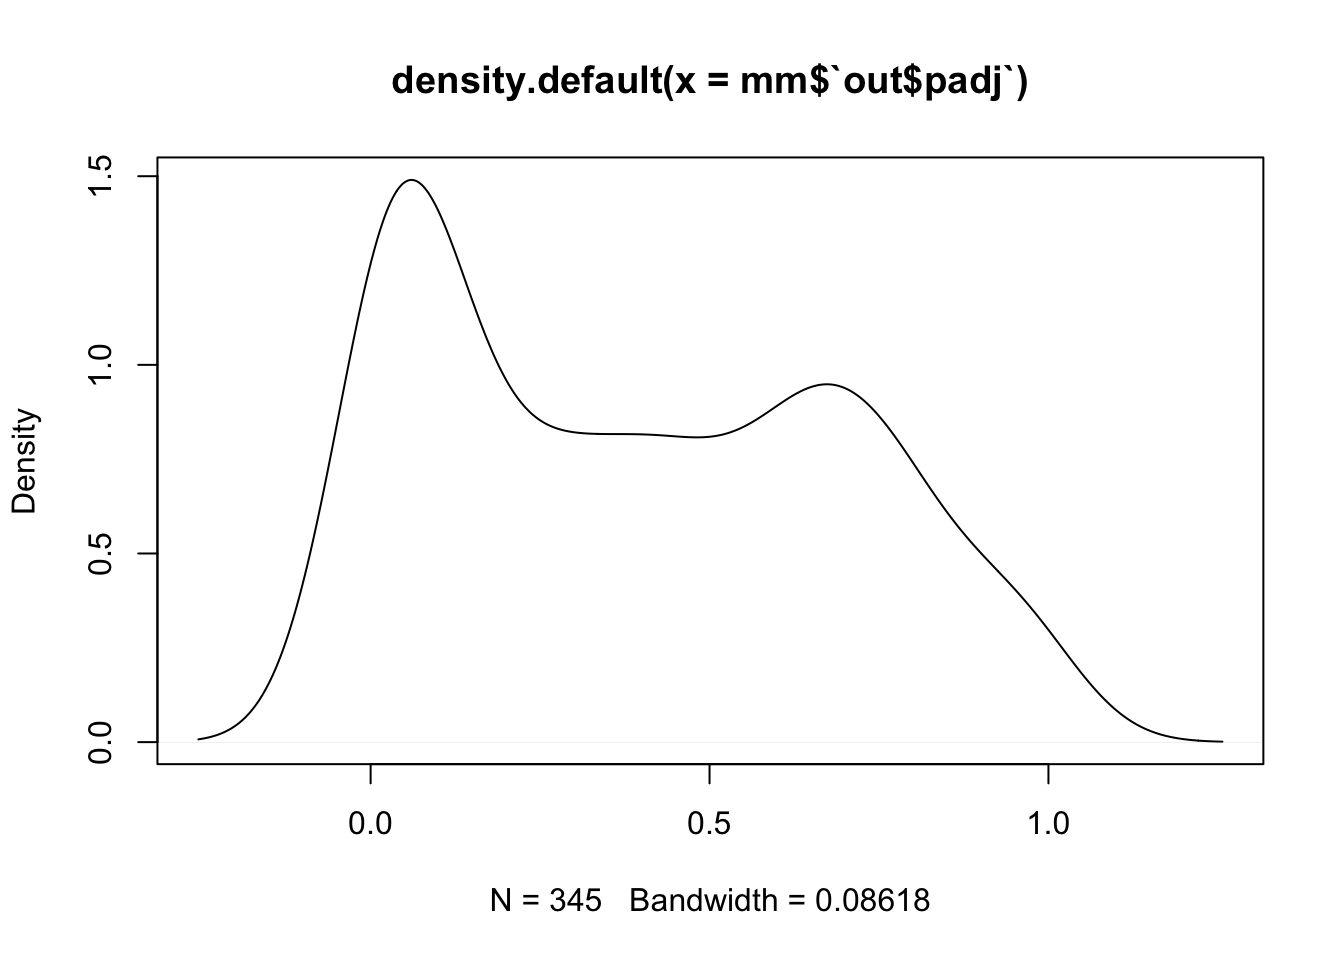 density.default(x = mm$`out$padj`)
1.5
1.0
0.5
0.0
Density
0.0 0.5 1.0
N = 345 Bandwidth = 0.08618